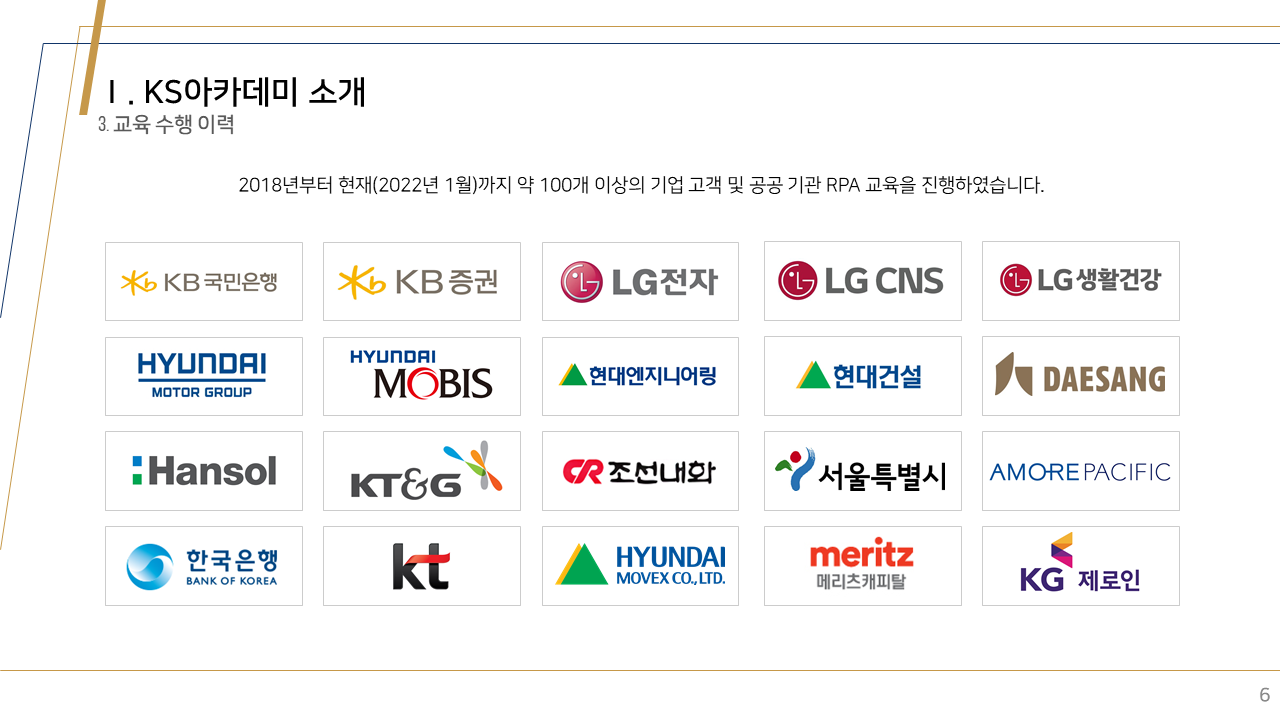 Ⅰ. KS아카데미 소개
3. 교육 수행 이력
2018년부터 현재(2022년 1월)까지 약 100개 이상의 기업 고객 및 공공 기관 RPA 교육을 진행하였습니다.
KB국민은행
KB증권
LG전자
LG CNS
LG생활건강
HYUNDAI
MOTOR GROUP
HYUNDAI
MOBIS
현대엔지니어링
현대건설
DAESANG
Hansol
KT&G
CR 조선내화
서울특별시
AMOREPACIFIC
한국은행
BANK OF KOREA
kt
HYUNDAI
MOVEX CO., LTD.
meritz
메리츠캐피탈
KG 제로인
6